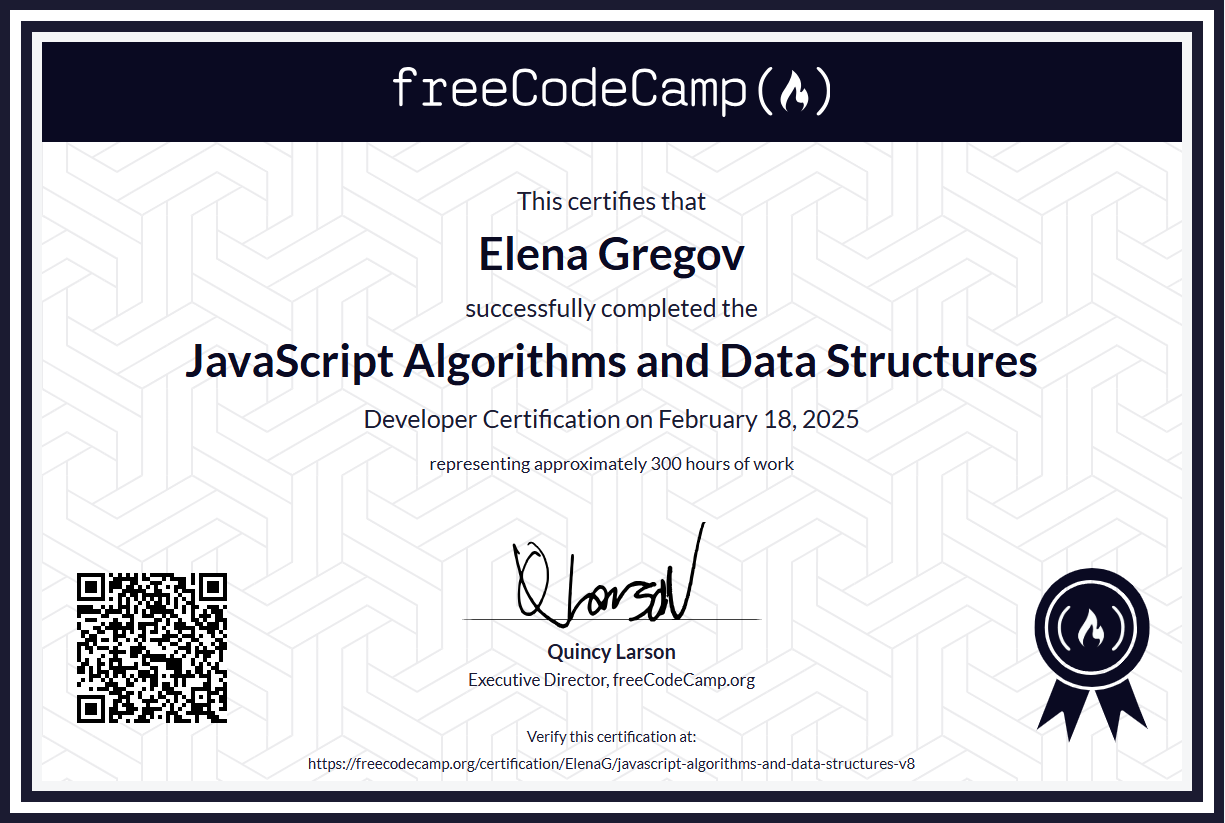 freeCodeCamp
This certifies that
Elena Gregov
successfully completed the
JavaScript Algorithms and Data Structures
Developer Certification on February 18, 2025
representing approximately 300 hours of work
Q Larson
Quincy Larson
Executive Director, freeCodeCamp.org
Verify this certification at:
https://freecodecamp.org/certification/ElenaG/javascript-algorithms-and-data-structures-v8